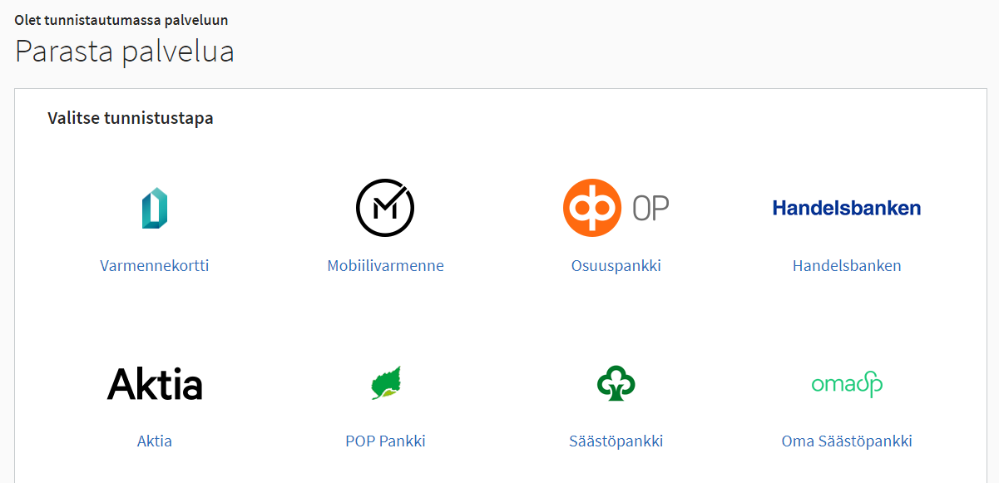 Olet tunnistautumassa palveluun
Parasta palvelua
Valitse tunnistustapa
OP Handelsbanken
Varmennekortti Mobiilivarmenne Osuuspankki Handelsbanken
Aktia omasp
Aktia POP Pankki Säästöpankki Oma Säästöpankki